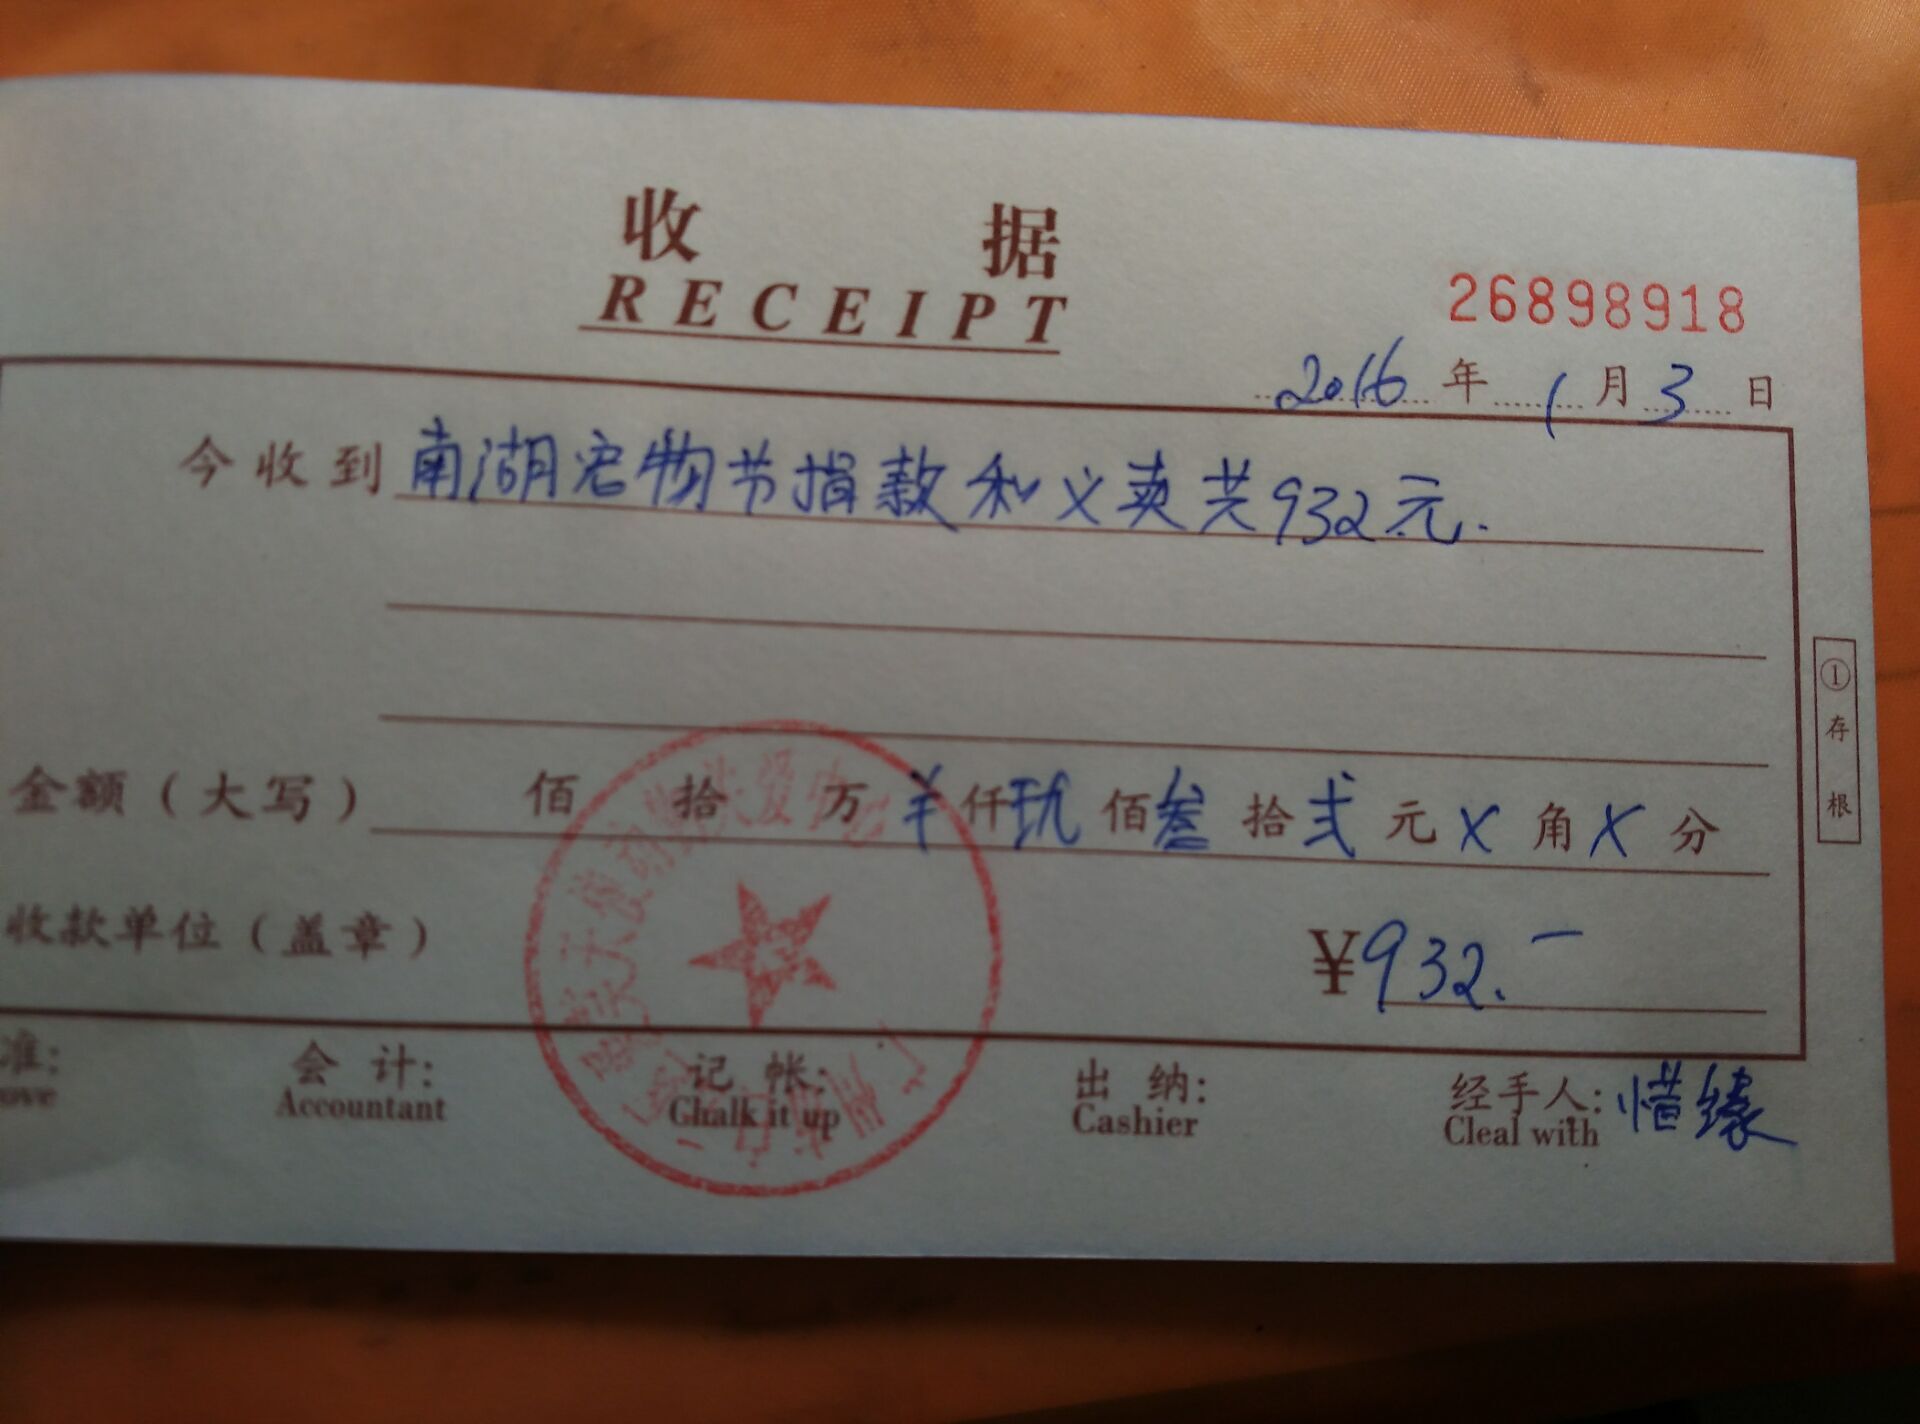 收 据
RECEIPT
26898918
2016 年 1 月 3 日
今收到 南湖宠物节捐款和义卖共932元.
金额（大写） 佰 拾 万 ¥ 仟 玖 佰 叁 拾 弍 元 X 角 X 分
① 存根
收款单位（盖章） ¥932.—
准: 会 计: 记 帐: 出 纳: 经手人: 惜缘
ove Accountant Chalk it up Cashier Cleal with